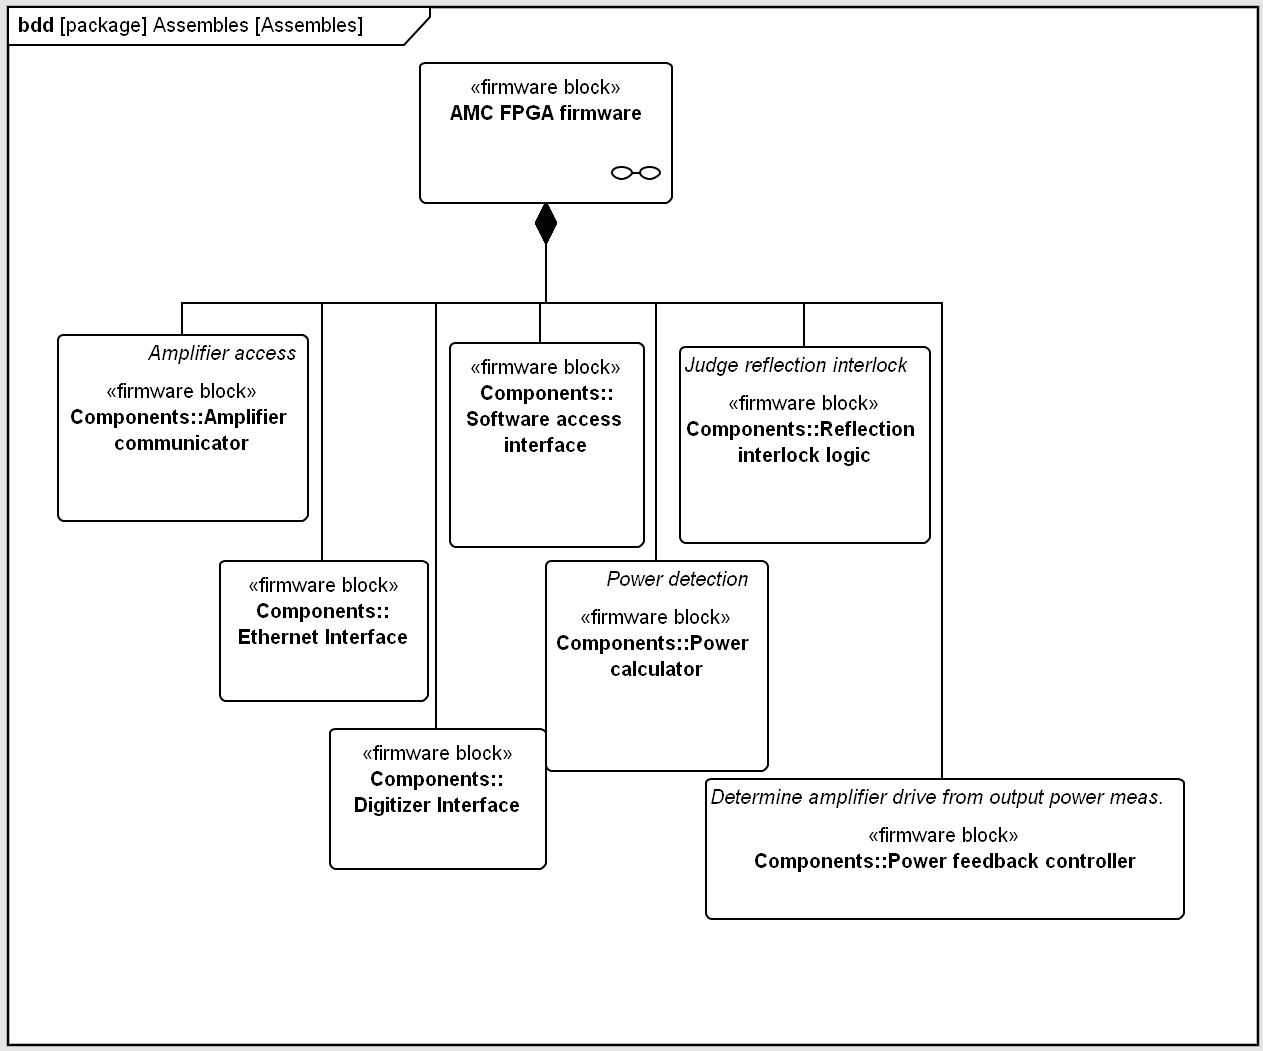 bdd [package] Assembles [Assembles]
«firmware block»
AMC FPGA firmware
Amplifier access
«firmware block»
Components::Amplifier
communicator
«firmware block»
Components::
Software access
interface
Judge reflection interlock
«firmware block»
Components::Reflection
interlock logic
«firmware block»
Components::
Ethernet Interface
Power detection
«firmware block»
Components::Power
calculator
«firmware block»
Components::
Digitizer Interface
Determine amplifier drive from output power meas.
«firmware block»
Components::Power feedback controller